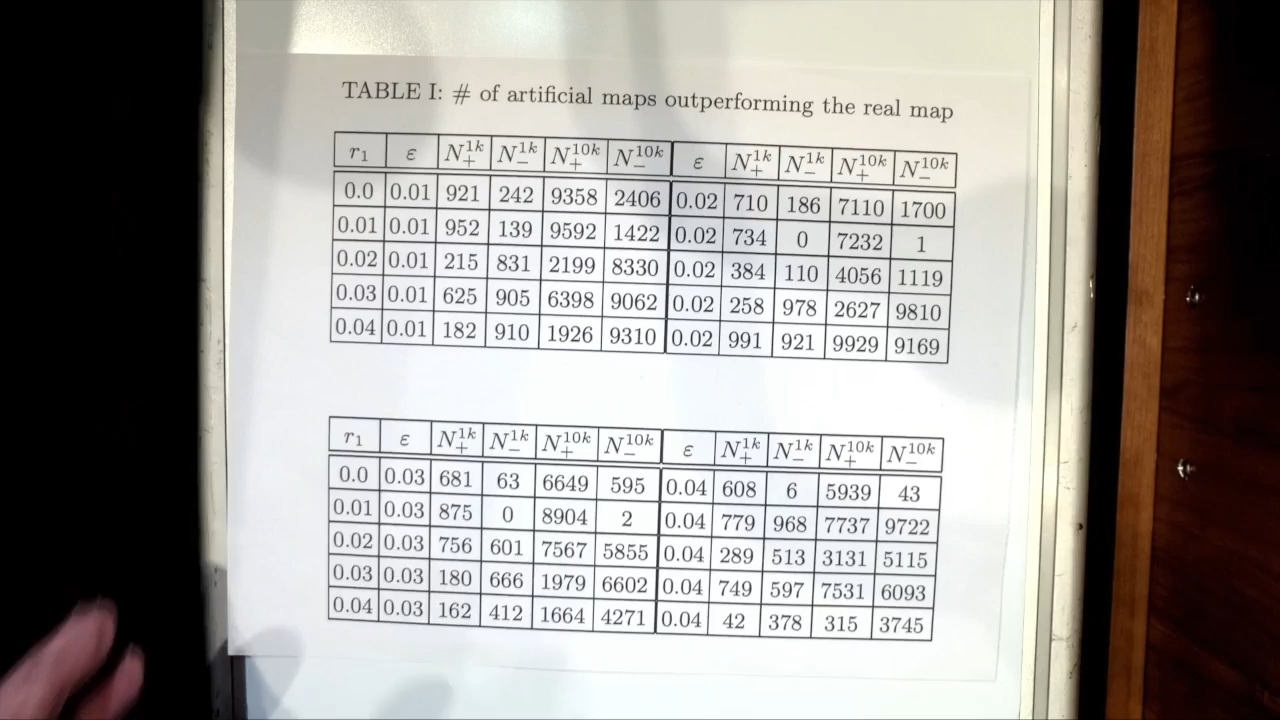 TABLE I: # of artificial maps outperforming the real map
r₁ ε N₊¹ᵏ N₋¹ᵏ N₊¹⁰ᵏ N₋¹⁰ᵏ ε N₊¹ᵏ N₋¹ᵏ N₊¹⁰ᵏ N₋¹⁰ᵏ
0.0 0.01 921 242 9358 2406 0.02 710 186 7110 1700
0.01 0.01 952 139 9592 1422 0.02 734 0 7232 1
0.02 0.01 215 831 2199 8330 0.02 384 110 4056 1119
0.03 0.01 625 905 6398 9062 0.02 258 978 2627 9810
0.04 0.01 182 910 1926 9310 0.02 991 921 9929 9169
r₁ ε N₊¹ᵏ N₋¹ᵏ N₊¹⁰ᵏ N₋¹⁰ᵏ ε N₊¹ᵏ N₋¹ᵏ N₊¹⁰ᵏ N₋¹⁰ᵏ
0.0 0.03 681 63 6649 595 0.04 608 6 5939 43
0.01 0.03 875 0 8904 2 0.04 779 968 7737 9722
0.02 0.03 756 601 7567 5855 0.04 289 513 3131 5115
0.03 0.03 180 666 1979 6602 0.04 749 597 7531 6093
0.04 0.03 162 412 1664 4271 0.04 42 378 315 3745